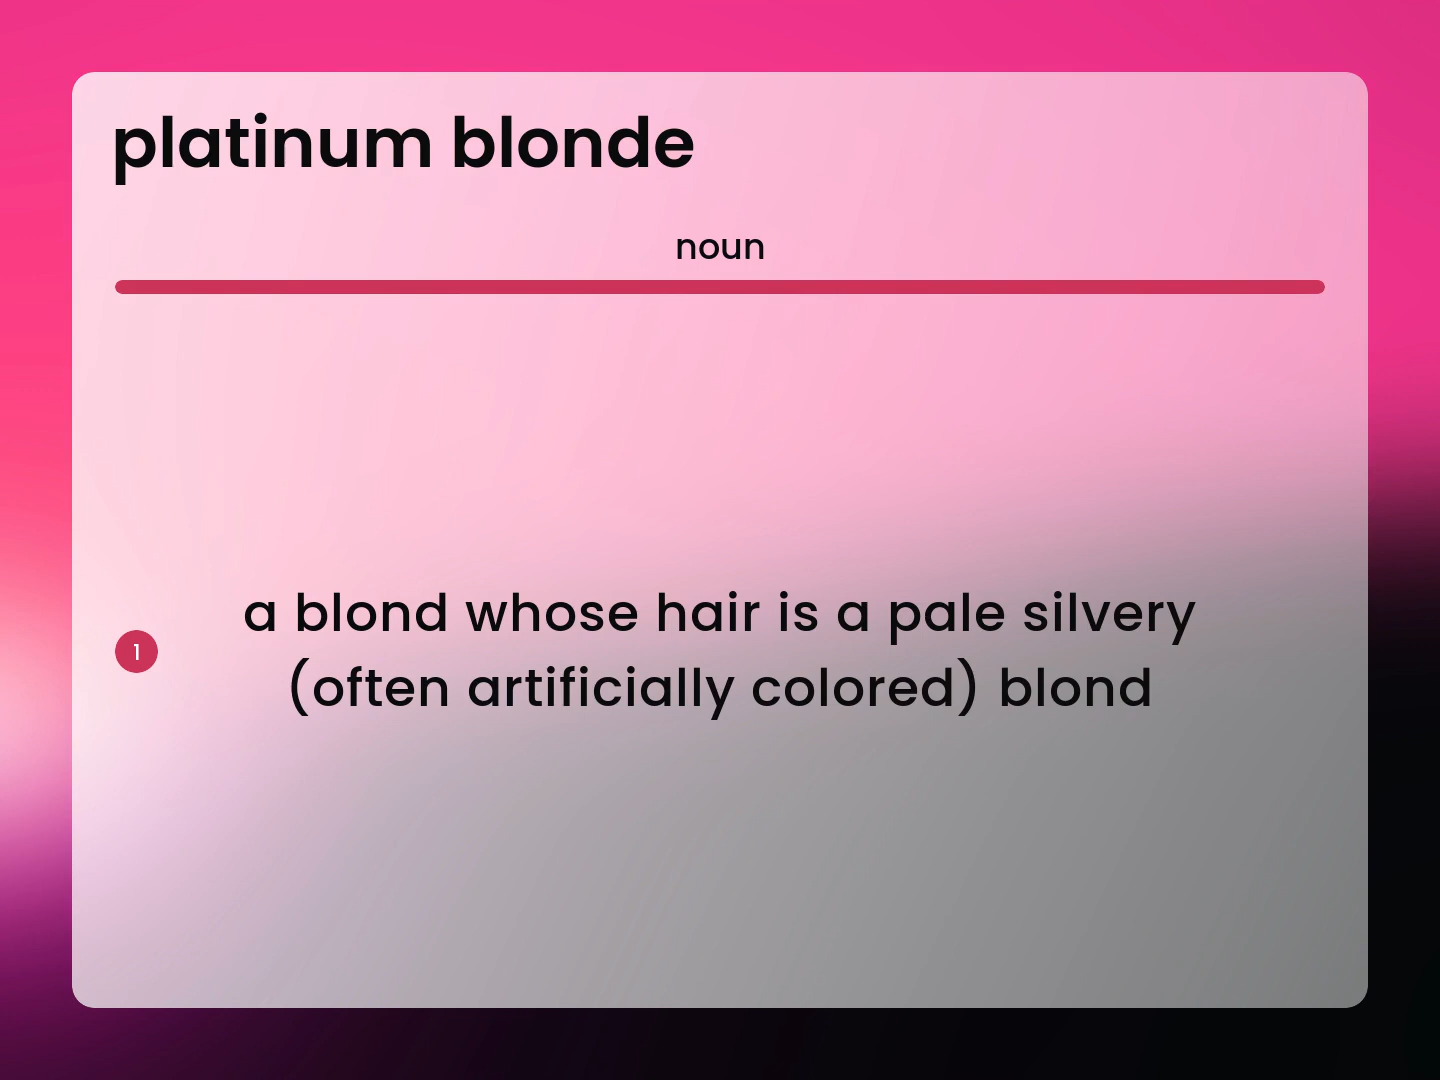 platinum blonde
noun
1
a blond whose hair is a pale silvery
(often artificially colored) blond